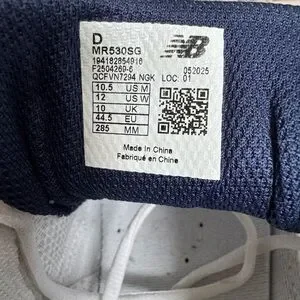 D
MR530SG
194182854916
F2504269-6 052025
QCFVN7294 NGK LOC: 01
10.5 US M
12 US W
10 UK
44.5 EU
285 MM
Made in China
Fabriqué en Chine